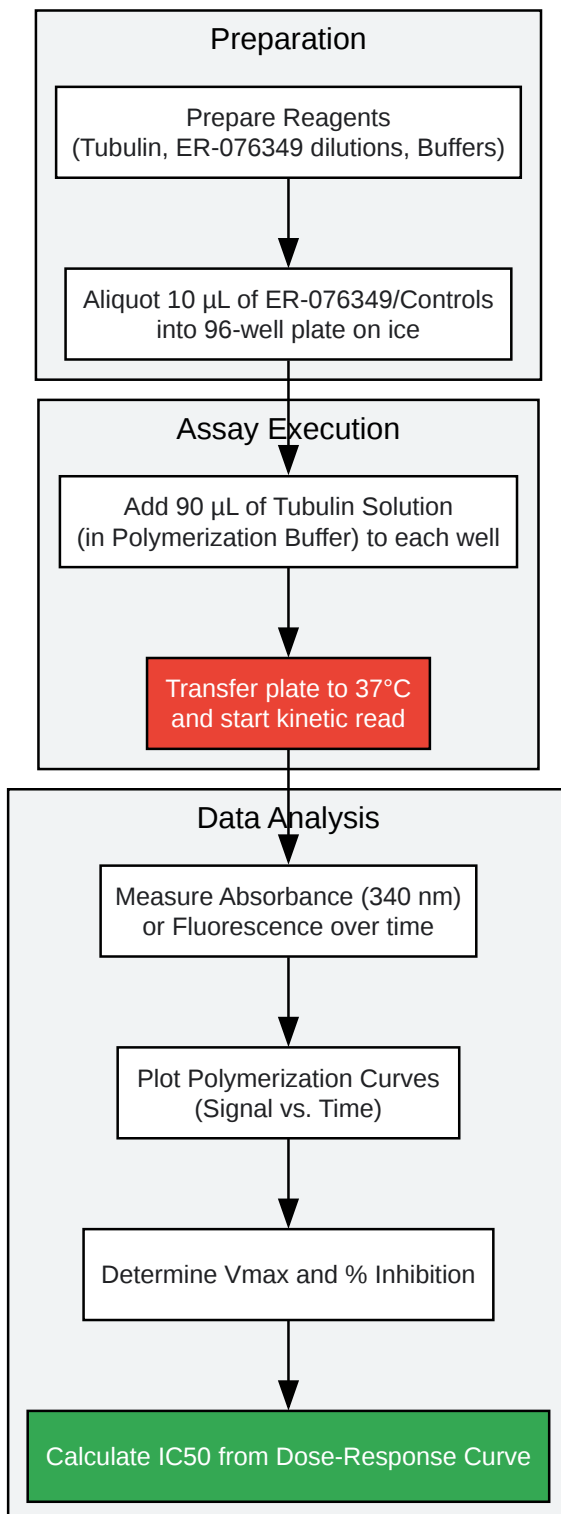 Preparation
Prepare Reagents
(Tubulin, ER-076349 dilutions, Buffers)
Aliquot 10 µL of ER-076349/Controls
into 96-well plate on ice
Assay Execution
Add 90 µL of Tubulin Solution
(in Polymerization Buffer) to each well
Transfer plate to 37°C
and start kinetic read
Data Analysis
Measure Absorbance (340 nm)
or Fluorescence over time
Plot Polymerization Curves
(Signal vs. Time)
Determine Vmax and % Inhibition
Calculate IC50 from Dose-Response Curve